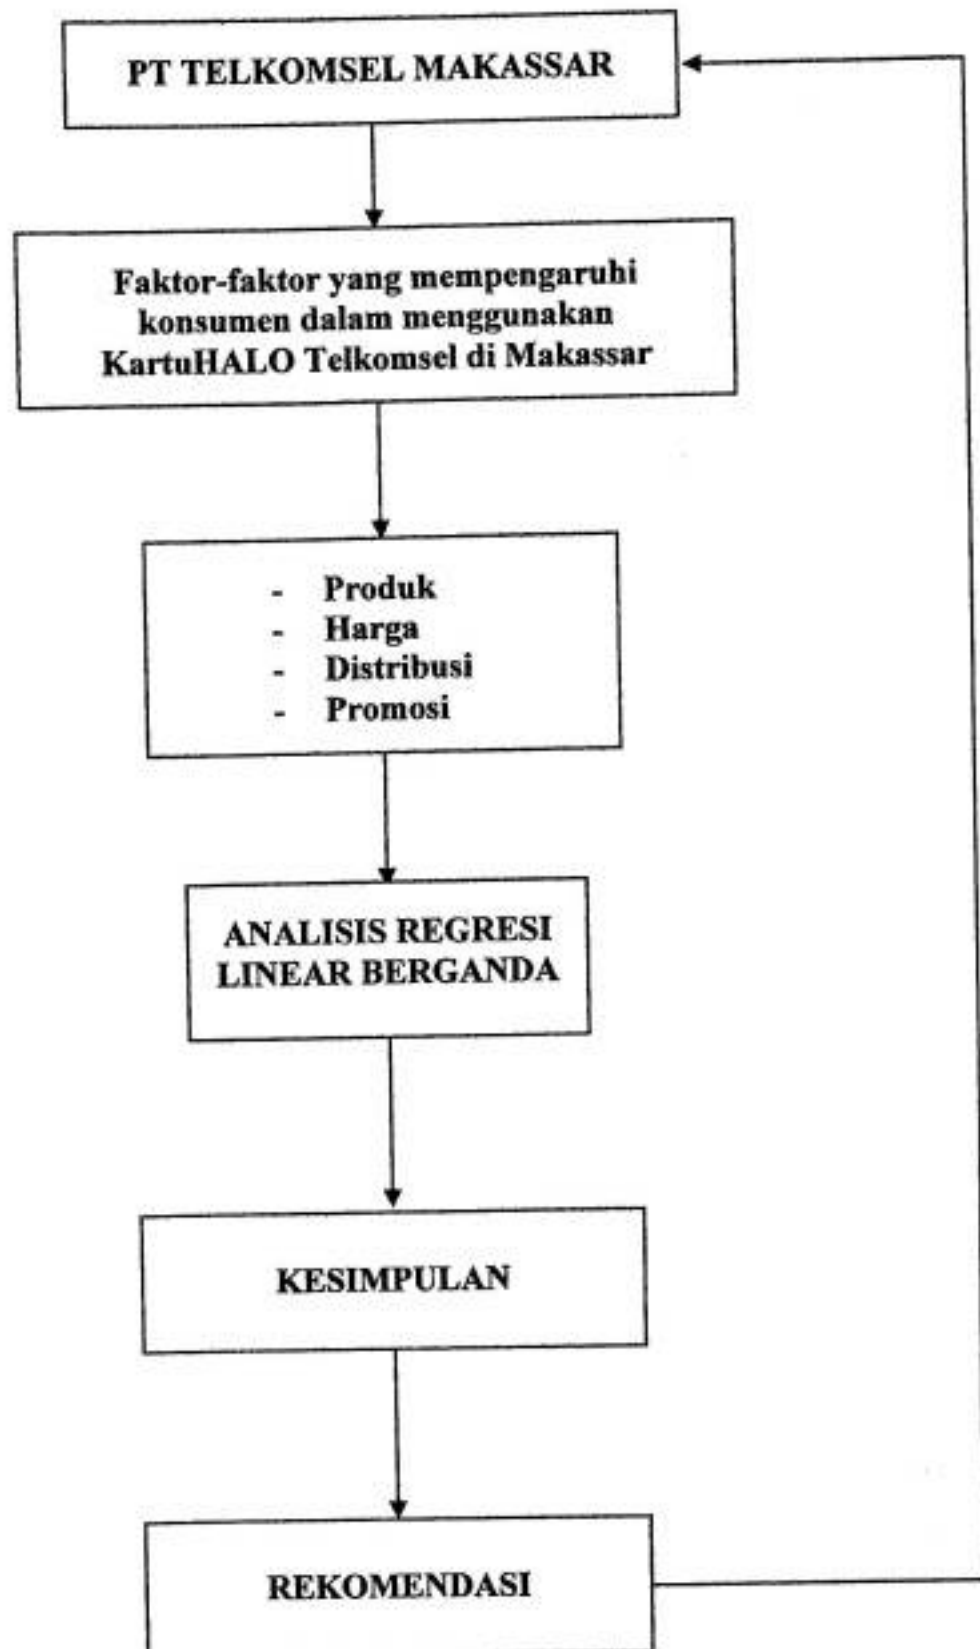 PT TELKOMSEL MAKASSAR
Faktor-faktor yang mempengaruhi
konsumen dalam menggunakan
KartuHALO Telkomsel di Makassar
- Produk
- Harga
- Distribusi
- Promosi
ANALISIS REGRESI
LINEAR BERGANDA
KESIMPULAN
REKOMENDASI